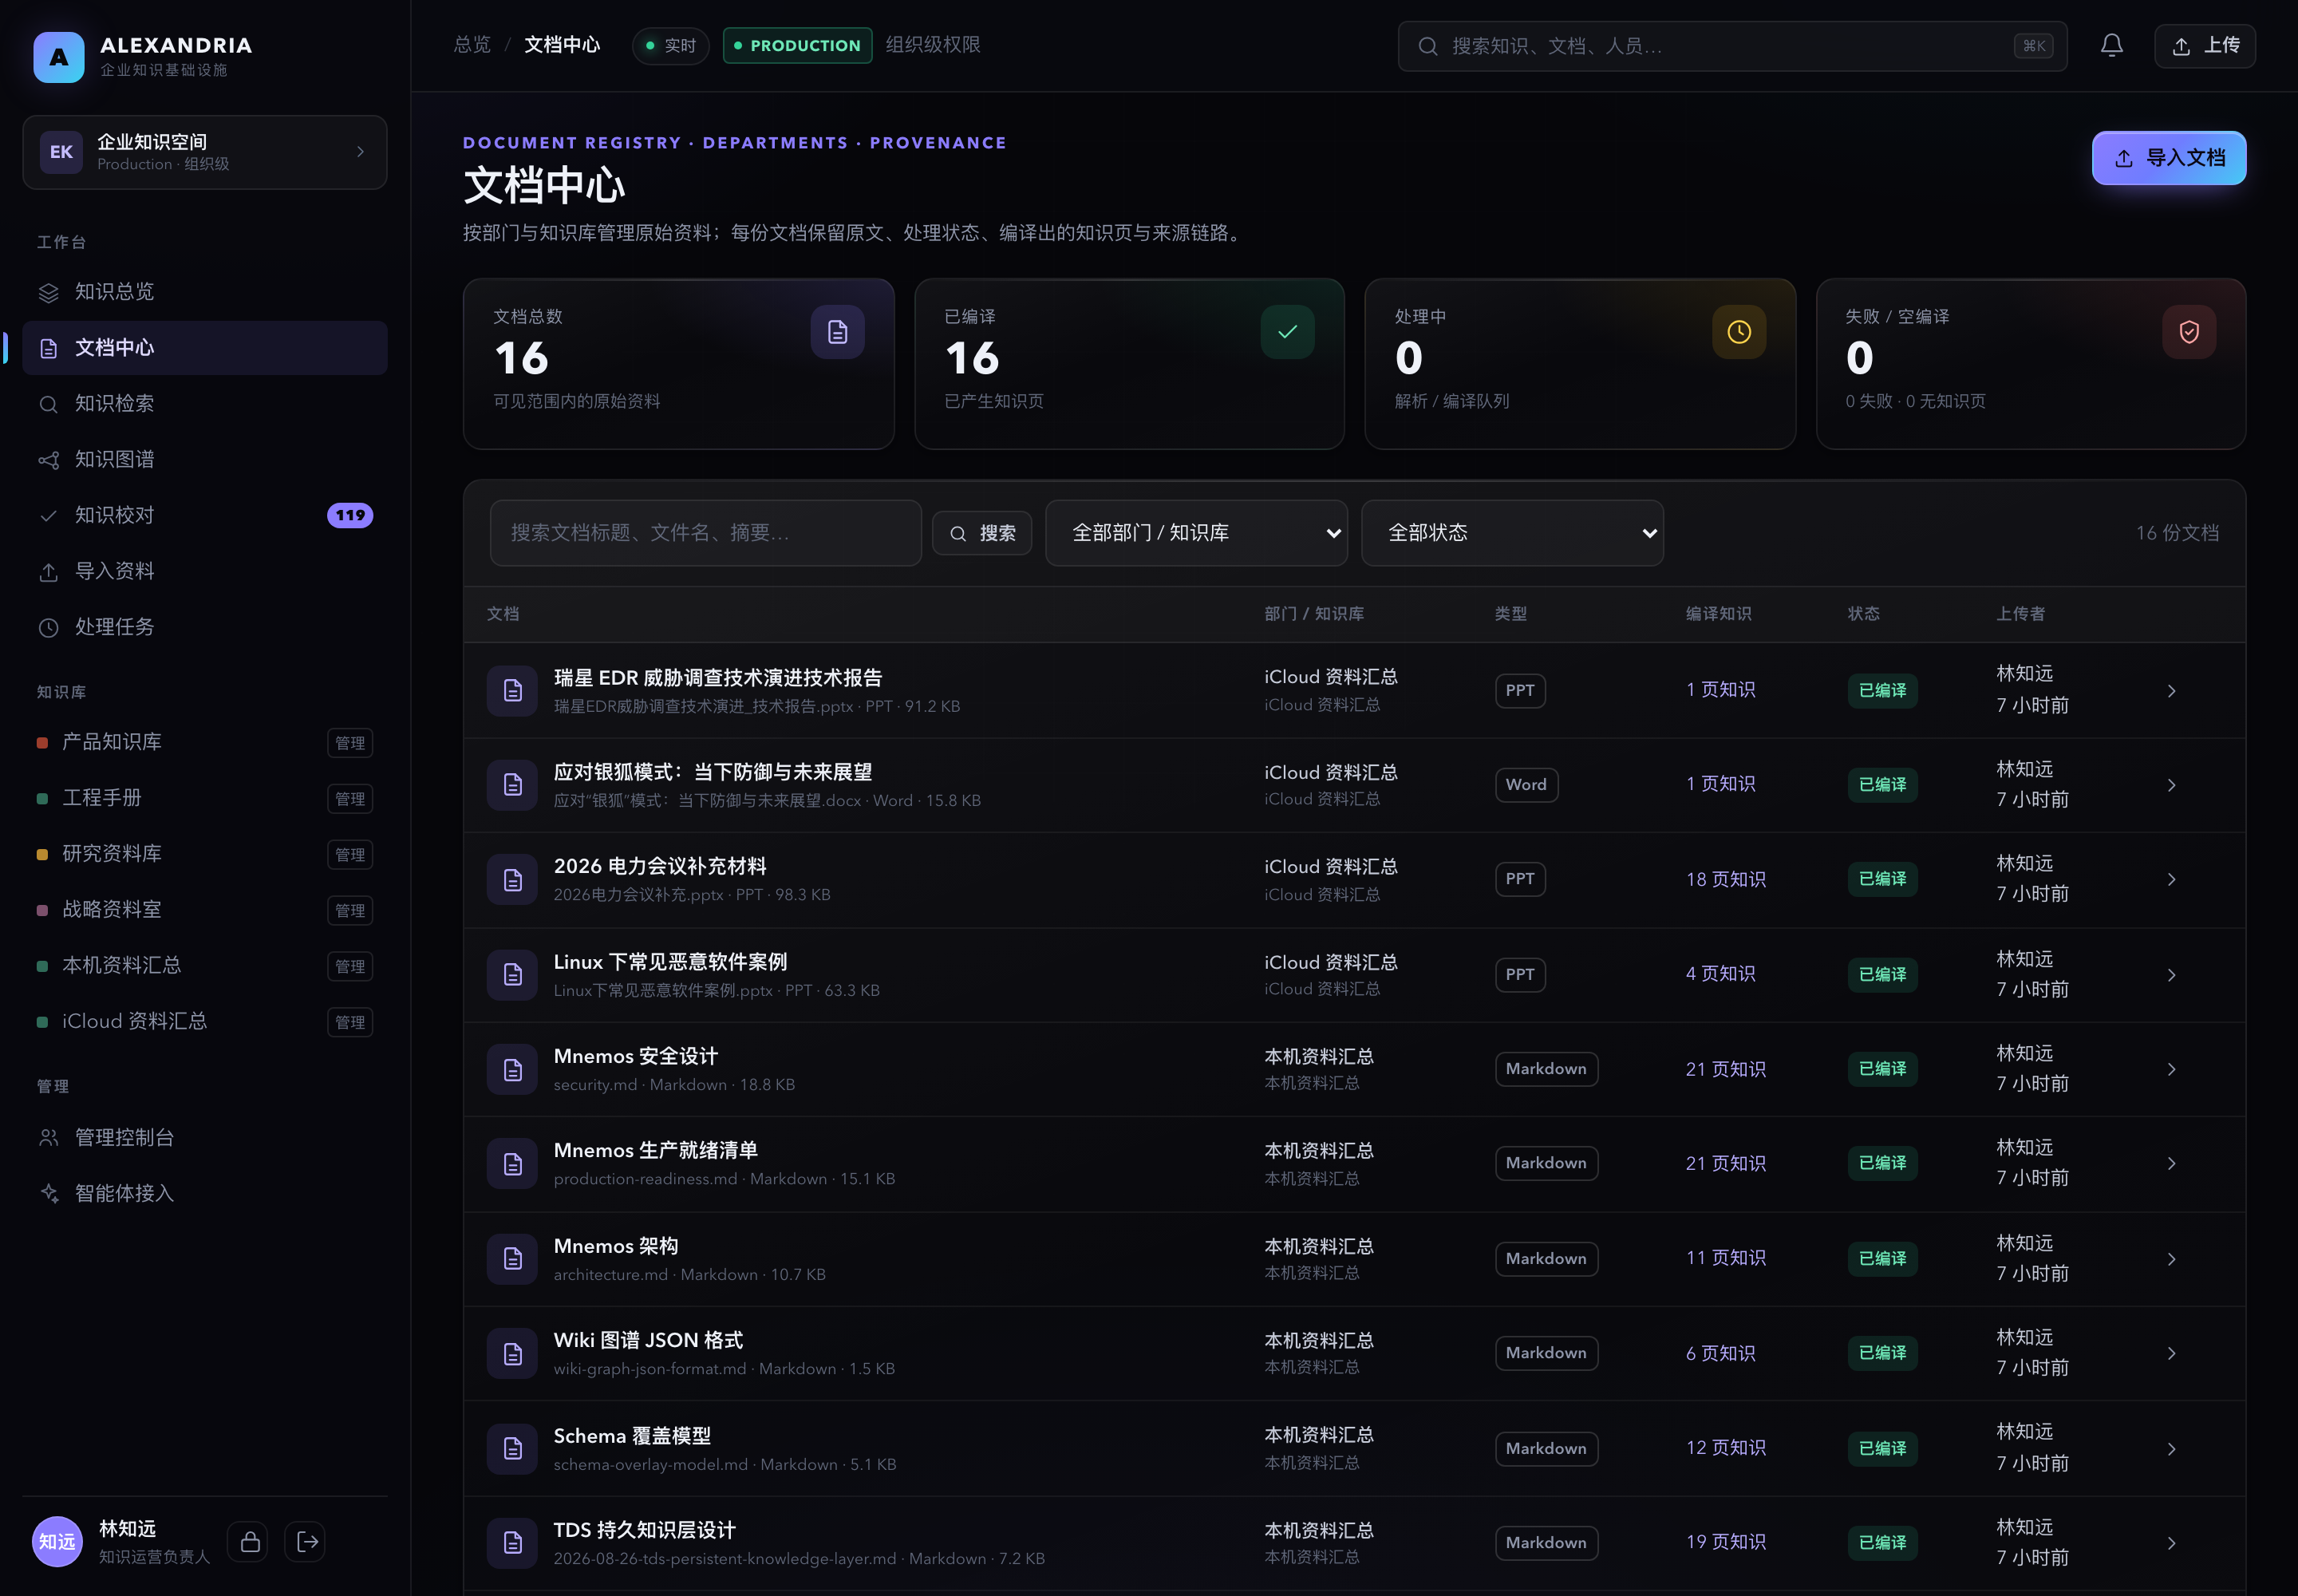 A
ALEXANDRIA
企业知识基础设施
EK
企业知识空间
Production · 组织级
工作台
知识总览
文档中心
知识检索
知识图谱
知识校对
119
导入资料
处理任务
知识库
产品知识库
管理
工程手册
管理
研究资料库
管理
战略资料室
管理
本机资料汇总
管理
iCloud 资料汇总
管理
管理
管理控制台
智能体接入
知远
林知远
知识运营负责人
总览 / 文档中心
实时
PRODUCTION
组织级权限
搜索知识、文档、人员…
⌘K
上传
DOCUMENT REGISTRY · DEPARTMENTS · PROVENANCE
文档中心
按部门与知识库管理原始资料；每份文档保留原文、处理状态、编译出的知识页与来源链路。
导入文档
文档总数
16
可见范围内的原始资料
已编译
16
已产生知识页
处理中
0
解析 / 编译队列
失败 / 空编译
0
0 失败 · 0 无知识页
搜索文档标题、文件名、摘要…
搜索
全部部门 / 知识库
全部状态
16 份文档
文档 部门 / 知识库 类型 编译知识 状态 上传者
瑞星 EDR 威胁调查技术演进技术报告
瑞星EDR威胁调查技术演进_技术报告.pptx · PPT · 91.2 KB
iCloud 资料汇总
iCloud 资料汇总
PPT
1 页知识
已编译
林知远
7 小时前
应对银狐模式：当下防御与未来展望
应对“银狐”模式：当下防御与未来展望.docx · Word · 15.8 KB
iCloud 资料汇总
iCloud 资料汇总
Word
1 页知识
已编译
林知远
7 小时前
2026 电力会议补充材料
2026电力会议补充.pptx · PPT · 98.3 KB
iCloud 资料汇总
iCloud 资料汇总
PPT
18 页知识
已编译
林知远
7 小时前
Linux 下常见恶意软件案例
Linux下常见恶意软件案例.pptx · PPT · 63.3 KB
iCloud 资料汇总
iCloud 资料汇总
PPT
4 页知识
已编译
林知远
7 小时前
Mnemos 安全设计
security.md · Markdown · 18.8 KB
本机资料汇总
本机资料汇总
Markdown
21 页知识
已编译
林知远
7 小时前
Mnemos 生产就绪清单
production-readiness.md · Markdown · 15.1 KB
本机资料汇总
本机资料汇总
Markdown
21 页知识
已编译
林知远
7 小时前
Mnemos 架构
architecture.md · Markdown · 10.7 KB
本机资料汇总
本机资料汇总
Markdown
11 页知识
已编译
林知远
7 小时前
Wiki 图谱 JSON 格式
wiki-graph-json-format.md · Markdown · 1.5 KB
本机资料汇总
本机资料汇总
Markdown
6 页知识
已编译
林知远
7 小时前
Schema 覆盖模型
schema-overlay-model.md · Markdown · 5.1 KB
本机资料汇总
本机资料汇总
Markdown
12 页知识
已编译
林知远
7 小时前
TDS 持久知识层设计
2026-08-26-tds-persistent-knowledge-layer.md · Markdown · 7.2 KB
本机资料汇总
本机资料汇总
Markdown
19 页知识
已编译
林知远
7 小时前